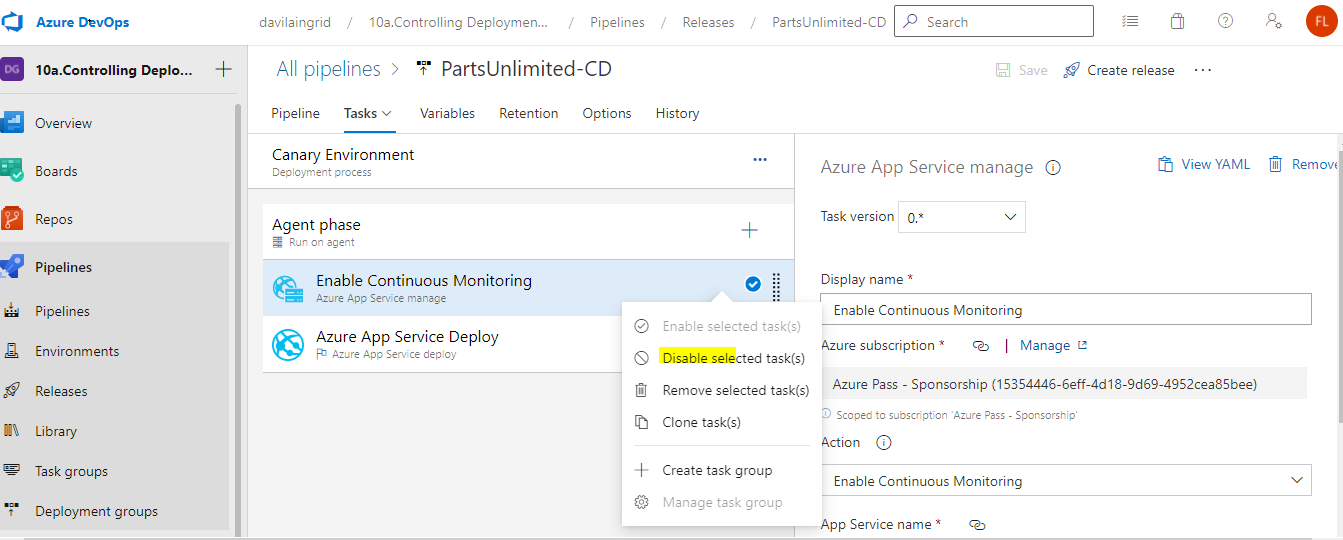 Azure DevOps
davilaingrid / 10a.Controlling Deploymen... / Pipelines / Releases / PartsUnlimited-CD
Search
FL
DG
10a.Controlling Deplo...
Overview
Boards
Repos
Pipelines
Pipelines
Environments
Releases
Library
Task groups
Deployment groups
All pipelines > PartsUnlimited-CD
Save
Create release
...
Pipeline
Tasks
Variables
Retention
Options
History
Canary Environment
Deployment process
Agent phase
Run on agent
Enable Continuous Monitoring
Azure App Service manage
Azure App Service Deploy
Azure App Service deploy
Enable selected task(s)
Disable selected task(s)
Remove selected task(s)
Clone task(s)
Create task group
Manage task group
Azure App Service manage
View YAML
Remove
Task version
0.*
Display name *
Enable Continuous Monitoring
Azure subscription * | Manage
Azure Pass - Sponsorship (15354446-6eff-4d18-9d69-4952cea85bee)
Scoped to subscription 'Azure Pass - Sponsorship'
Action
Enable Continuous Monitoring
App Service name *